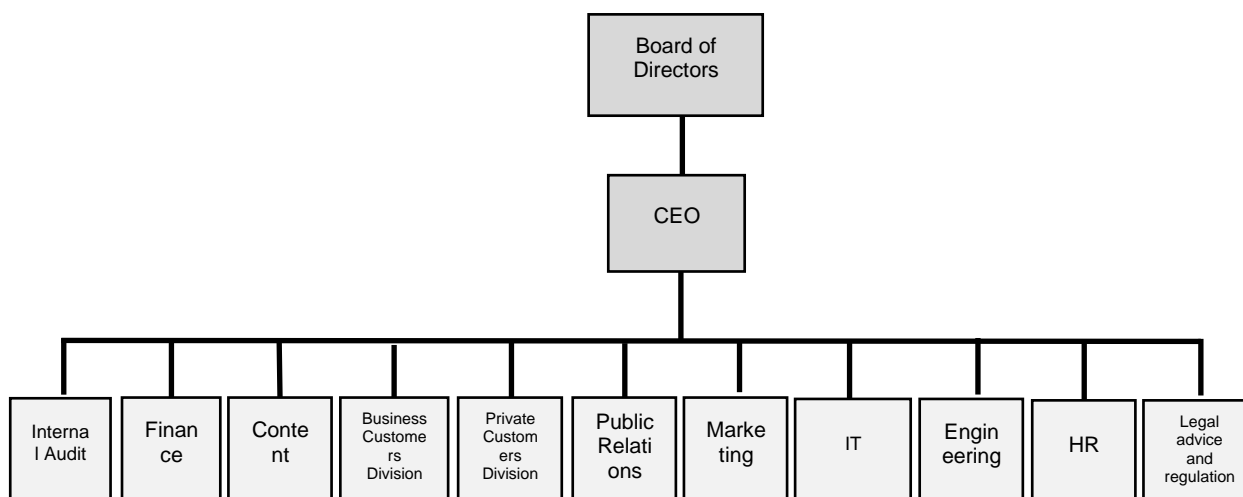 Board of
Directors
CEO
Interna
l Audit
Finan
ce
Conte
nt
Business
Custome
rs
Division
Private
Custom
ers
Division
Public
Relati
ons
Marke
ting
IT
Engin
eering
HR
Legal
advice
and
regulation